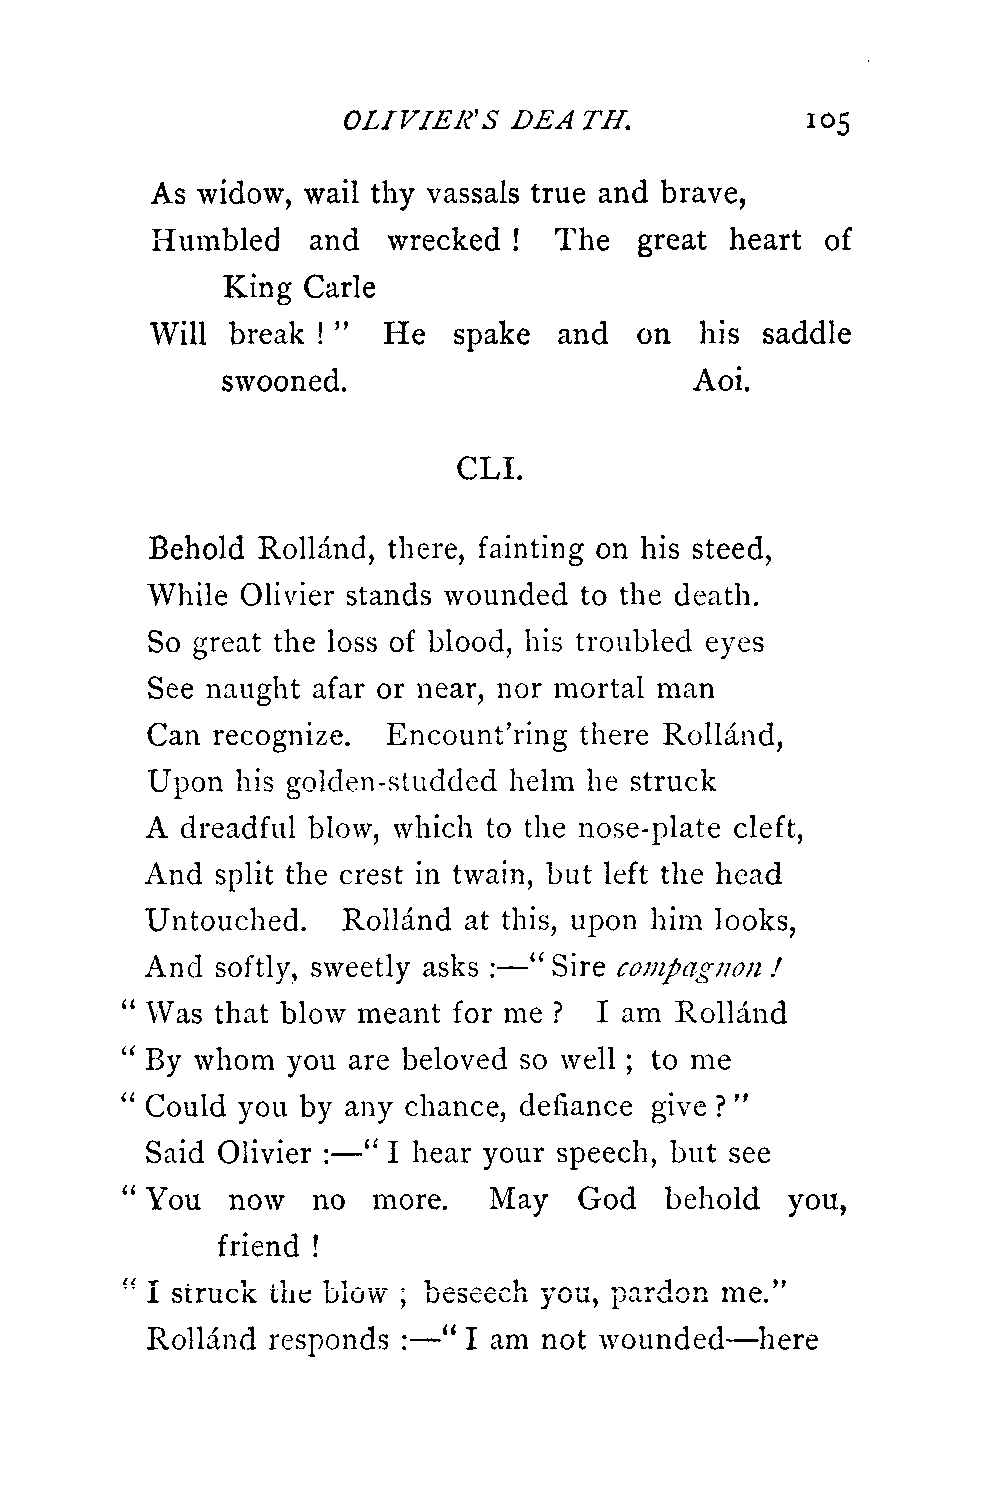 OLIVIER'S DEATH. 105
As widow, wail thy vassals true and brave,
Humbled and wrecked ! The great heart of
King Carle
Will break ! " He spake and on his saddle
swooned. Aoi.
CLI.
Behold Rollánd, there, fainting on his steed,
While Olivier stands wounded to the death.
So great the loss of blood, his troubled eyes
See naught afar or near, nor mortal man
Can recognize. Encount'ring there Rollánd,
Upon his golden-studded helm he struck
A dreadful blow, which to the nose-plate cleft,
And split the crest in twain, but left the head
Untouched. Rollánd at this, upon him looks,
And softly, sweetly asks :—“ Sire compagnon !
“ Was that blow meant for me ? I am Rollánd
“ By whom you are beloved so well ; to me
“ Could you by any chance, defiance give ? ”
Said Olivier :—“ I hear your speech, but see
“ You now no more. May God behold you,
friend !
“ I struck the blow ; beseech you, pardon me.”
Rollánd responds :—“ I am not wounded—here